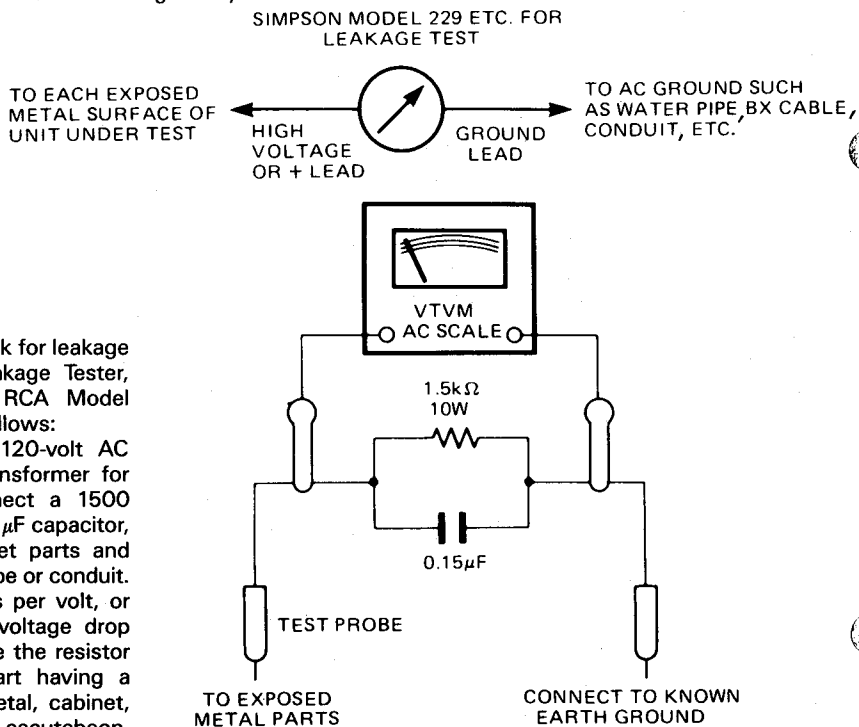 SIMPSON MODEL 229 ETC. FOR
LEAKAGE TEST
TO EACH EXPOSED
METAL SURFACE OF
UNIT UNDER TEST
HIGH
VOLTAGE
OR + LEAD
GROUND
LEAD
TO AC GROUND SUCH
AS WATER PIPE, BX CABLE,
CONDUIT, ETC.
VTVM
AC SCALE
1.5kΩ
10W
0.15μF
TEST PROBE
TO EXPOSED
METAL PARTS
CONNECT TO KNOWN
EARTH GROUND
k for leakage
kage Tester,
RCA Model
llows:
120-volt AC
nsformer for
nect a 1500
μF capacitor,
et parts and
pe or conduit.
s per volt, or
voltage drop
e the resistor
art having a
etal, cabinet,
escutcheon